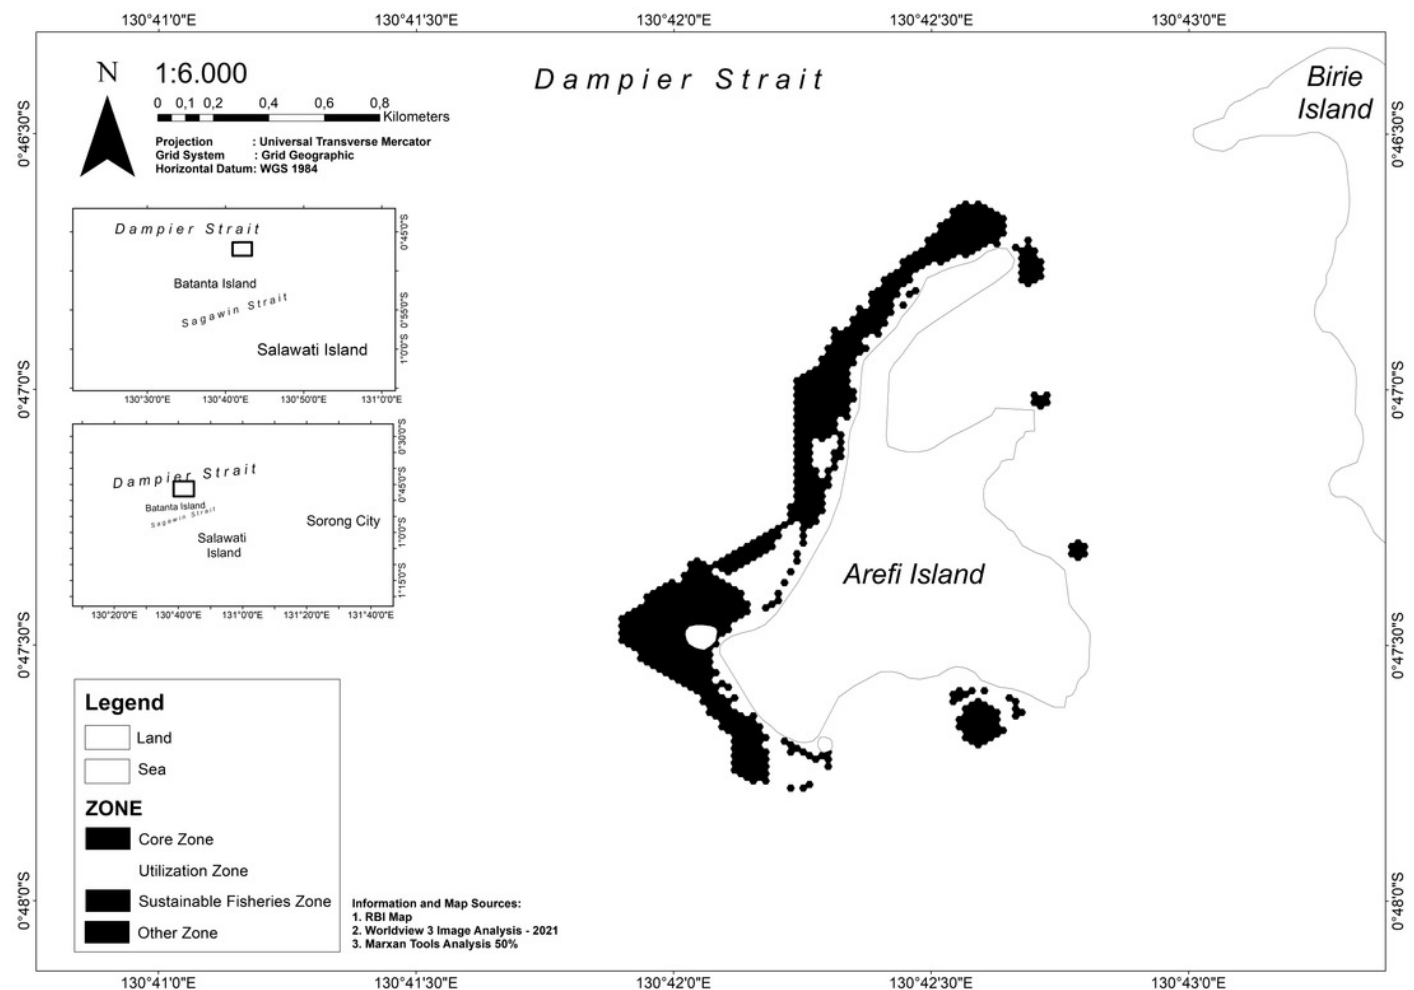 130°41'0"E 130°41'30"E 130°42'0"E 130°42'30"E 130°43'0"E
N
1:6.000
0 0,1 0,2 0,4 0,6 0,8
Kilometers
Projection : Universal Transverse Mercator
Grid System : Grid Geographic
Horizontal Datum: WGS 1984
Dampier Strait
Birie
Island
0°46'30"S
0°46'30"S
Dampier Strait
Batanta Island
Sagawin Strait
Salawati Island
0°45'0"S
0°55'0"S
1°0'0"S
130°30'0"E 130°40'0"E 130°50'0"E 131°0'0"E
0°47'0"S
0°47'0"S
Dampier Strait
Batanta Island
Sagawin Strait
Salawati
Island
Sorong City
0°30'0"S
0°45'0"S
1°0'0"S
1°15'0"S
130°20'0"E 130°40'0"E 131°0'0"E 131°20'0"E 131°40'0"E
Arefi Island
0°47'30"S
0°47'30"S
Legend
Land
Sea
ZONE
Core Zone
Utilization Zone
Sustainable Fisheries Zone
Other Zone
Information and Map Sources:
1. RBI Map
2. Worldview 3 Image Analysis - 2021
3. Marxan Tools Analysis 50%
0°48'0"S
0°48'0"S
130°41'0"E 130°41'30"E 130°42'0"E 130°42'30"E 130°43'0"E